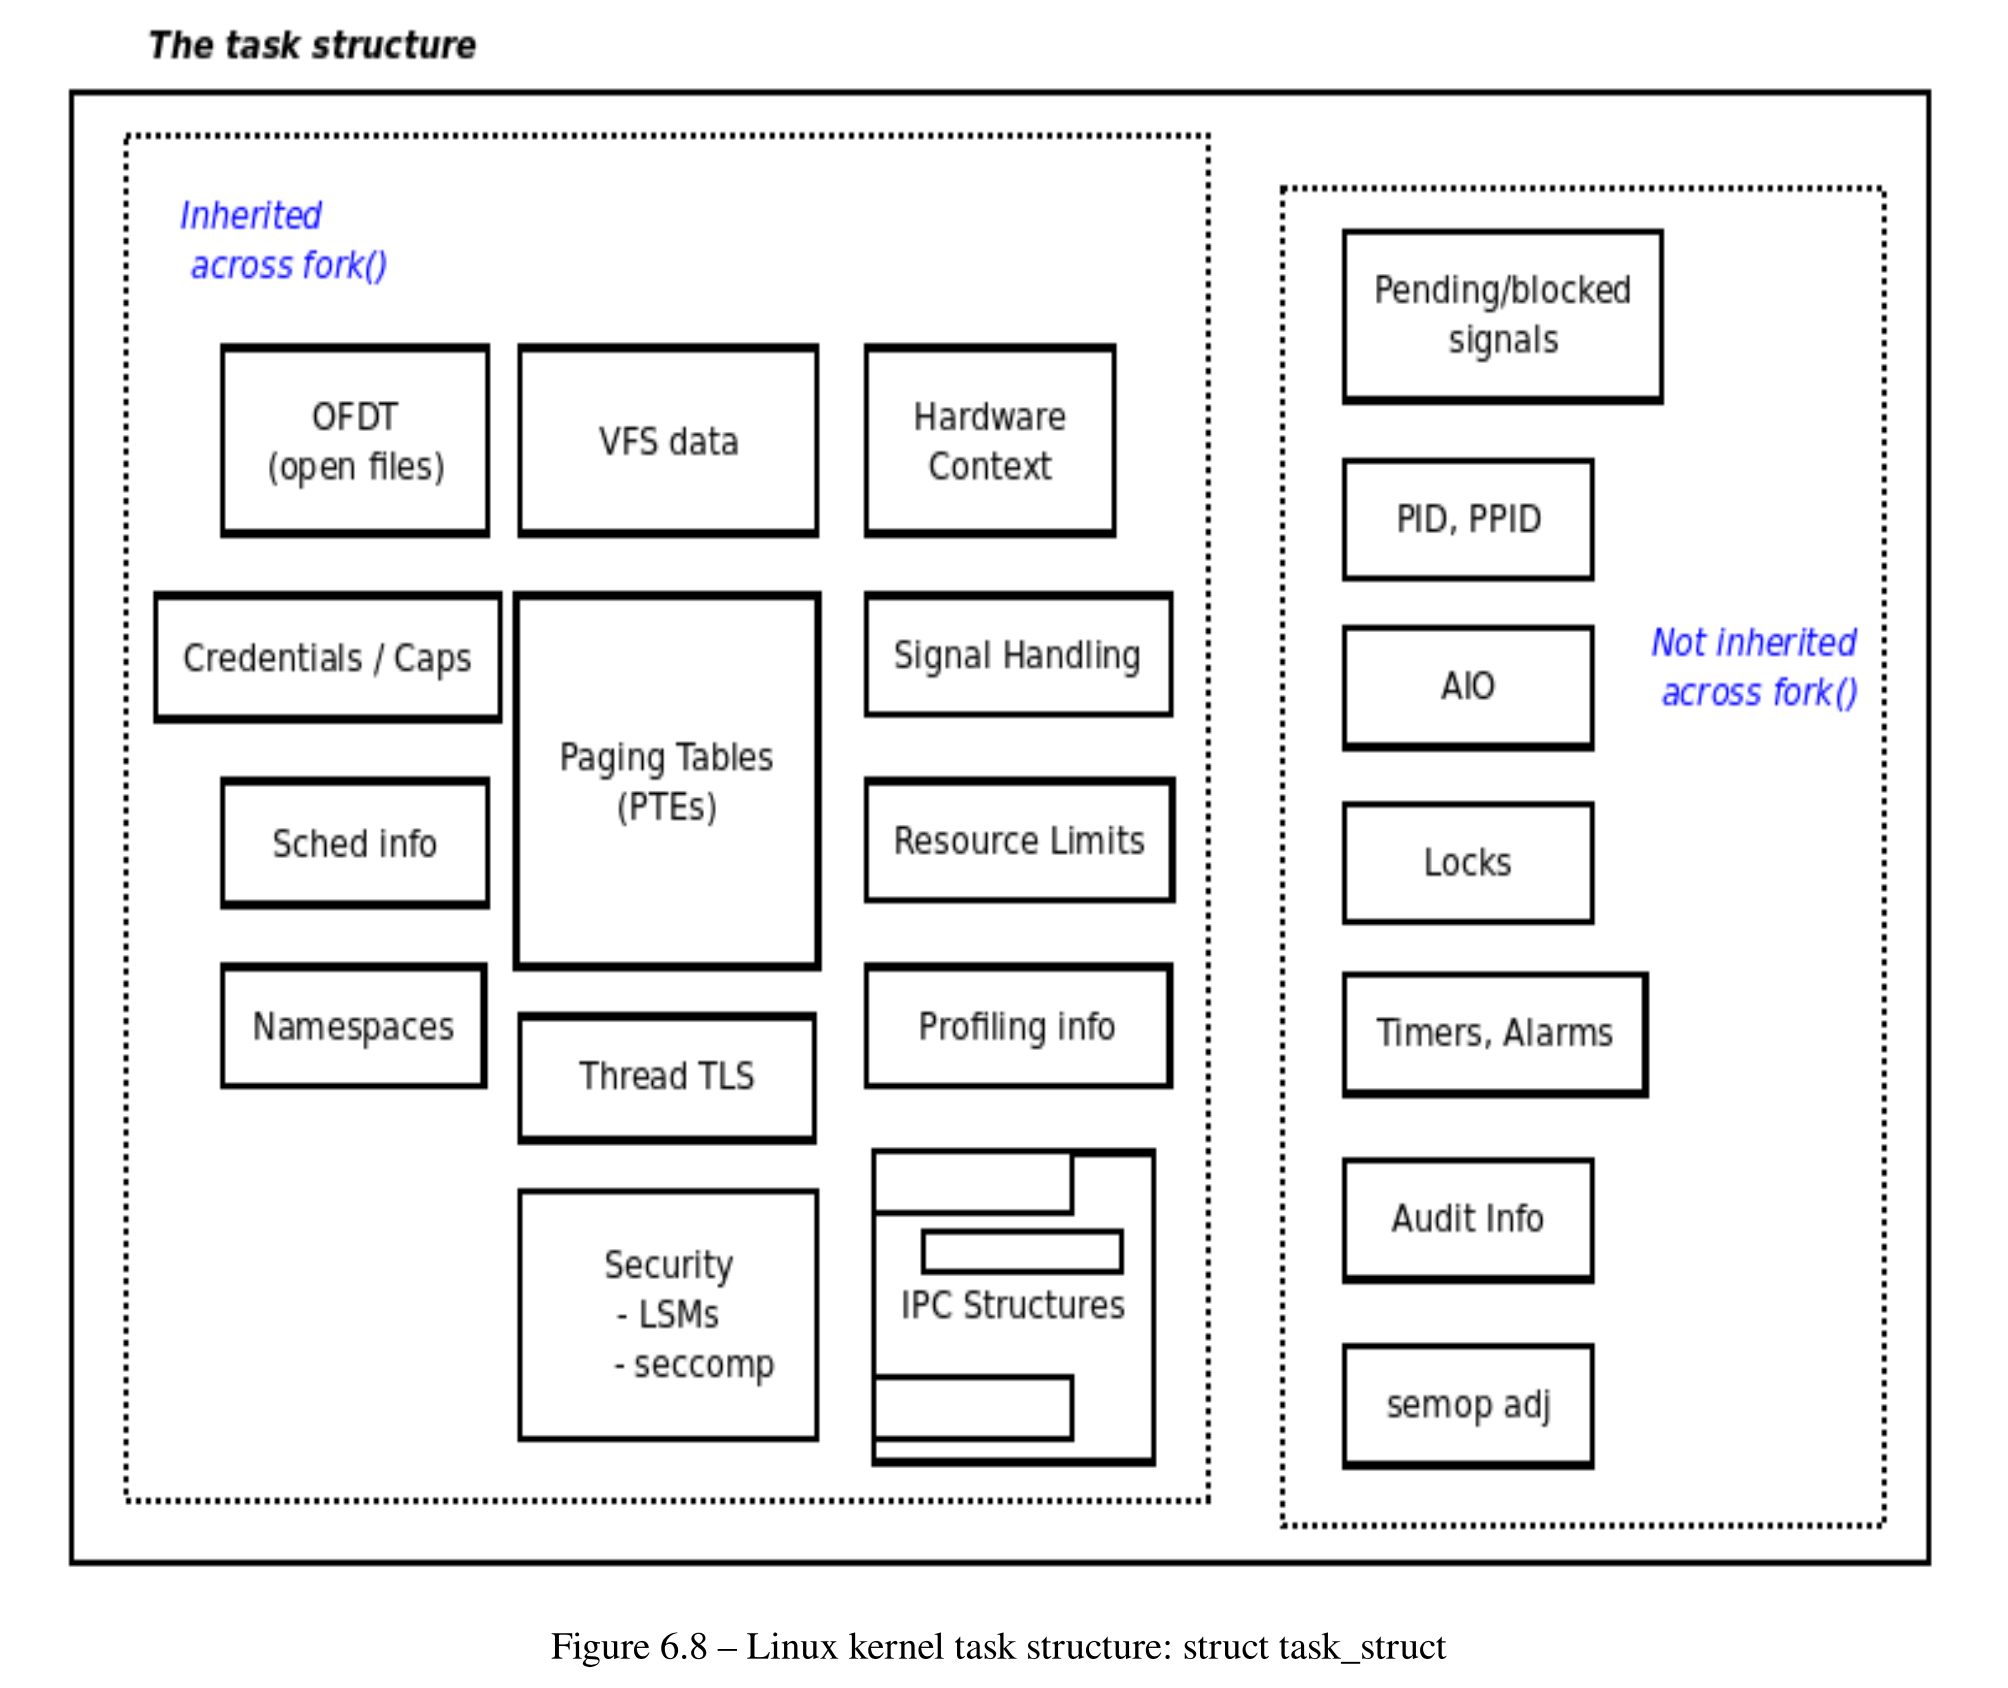 The task structure
Inherited
across fork()
OFDT
(open files)
VFS data
Hardware
Context
Credentials / Caps
Paging Tables
(PTEs)
Signal Handling
Sched info
Resource Limits
Namespaces
Thread TLS
Profiling info
Security
- LSMs
- seccomp
IPC Structures
Pending/blocked
signals
PID, PPID
AIO
Not inherited
across fork()
Locks
Timers, Alarms
Audit Info
semop adj
Figure 6.8 – Linux kernel task structure: struct task_struct